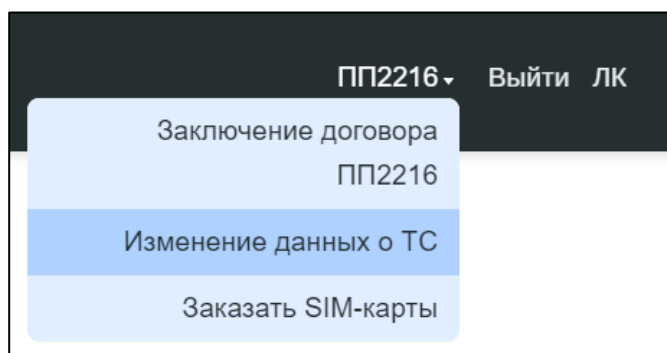 ПП2216 Выйти ЛК
Заключение договора
ПП2216
Изменение данных о ТС
Заказать SIM-карты